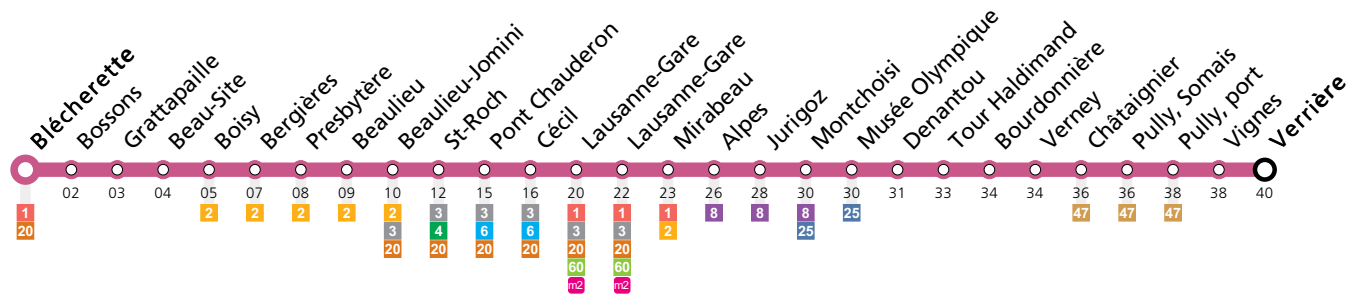 Blécherette
Bossons
Grattapaille
Beau-Site
Boisy
Bergières
Presbytère
Beaulieu
Beaulieu-Jomini
St-Roch
Pont Chauderon
Cécil
Lausanne-Gare
Lausanne-Gare
Mirabeau
Alpes
Jurigoz
Montchoisi
Musée Olympique
Denantou
Tour Haldimand
Bourdonnière
Verney
Châtaignier
Pully, Somais
Pully, port
Vignes
Verrière
02 03 04 05 07 08 09 10 12 15 16 20 22 23 26 28 30 30 31 33 34 34 36 36 38 38 40
1 2 2 2 2 2 3 3 3 1 1 1 8 8 8 25 47 47 47
20 3 4 6 6 3 3 2 25
20 20 20 20 20 20
60 60
m2 m2